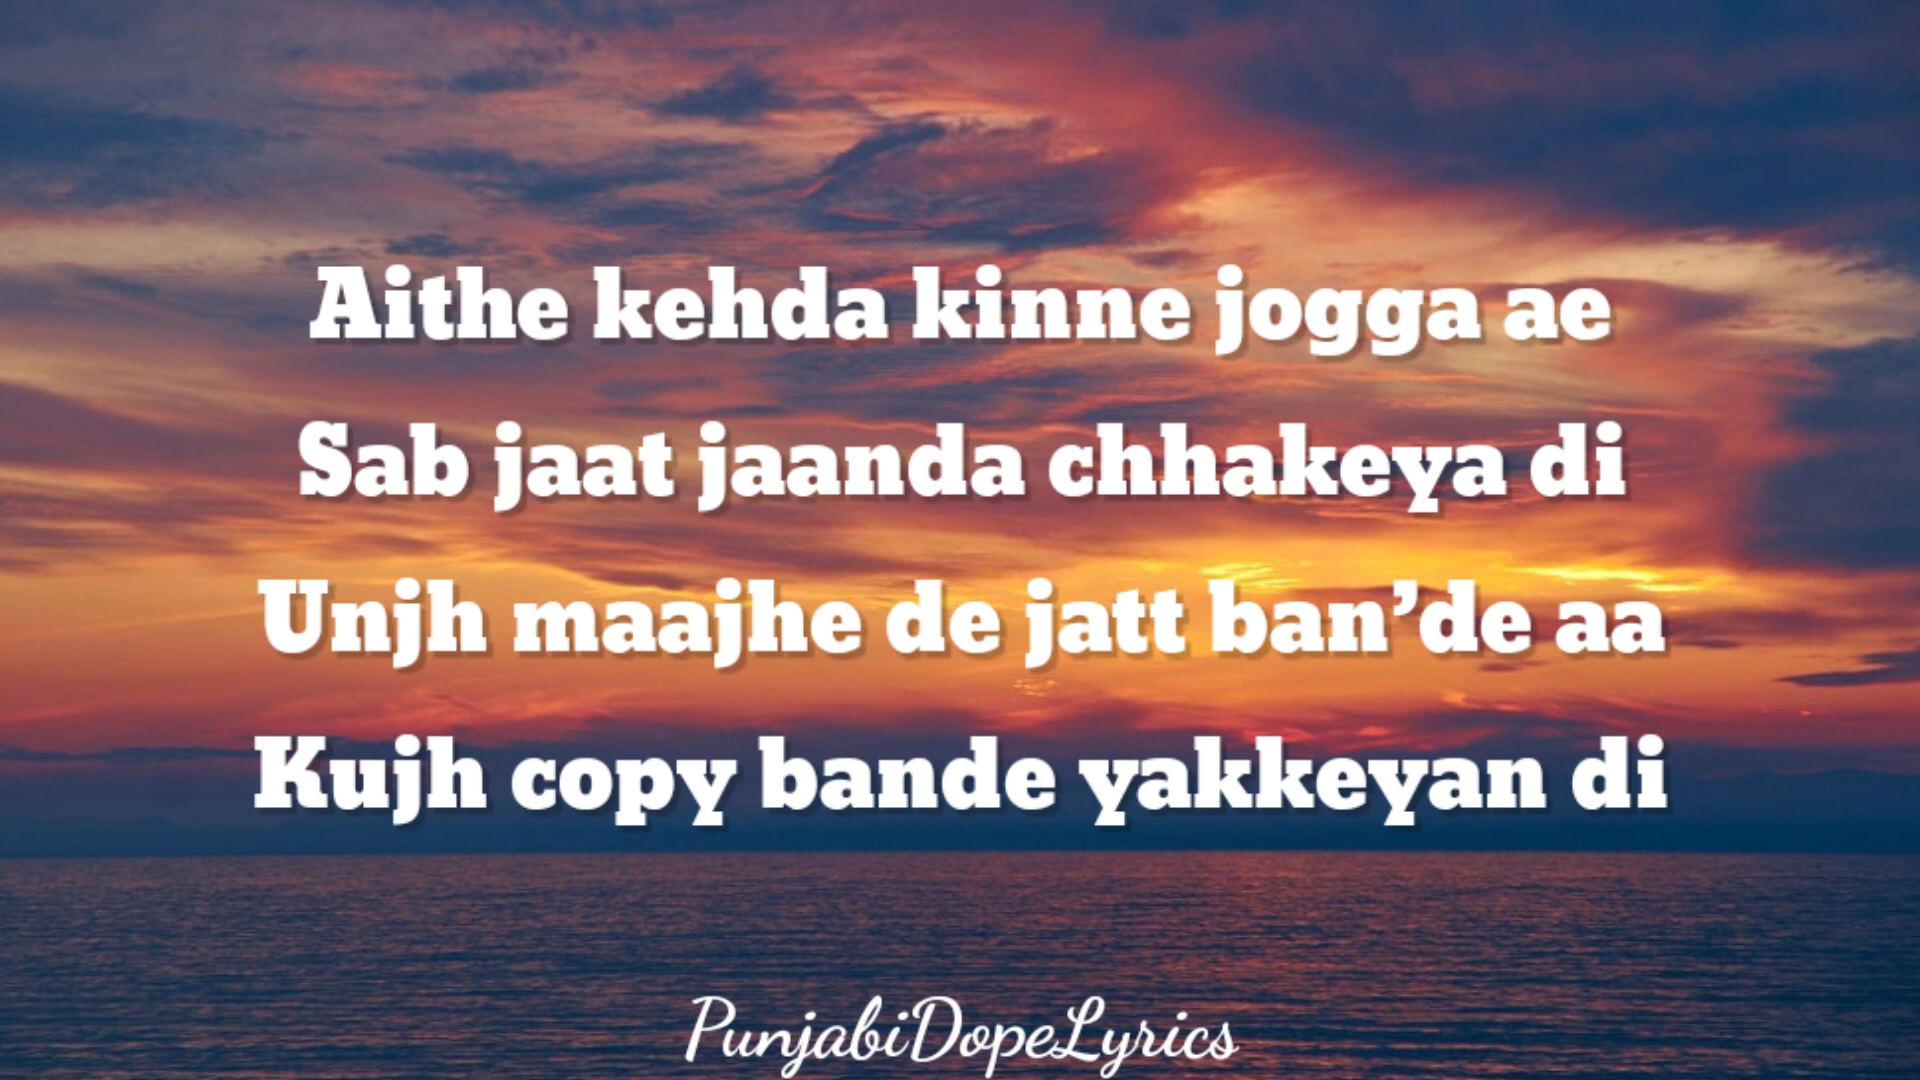 Aithe kehda kinne jogga ae
Sab jaat jaanda chhakeya di
Unjh maajhe de jatt ban’de aa
Kujh copy bande yakkeyan di
PunjabiDopeLyrics